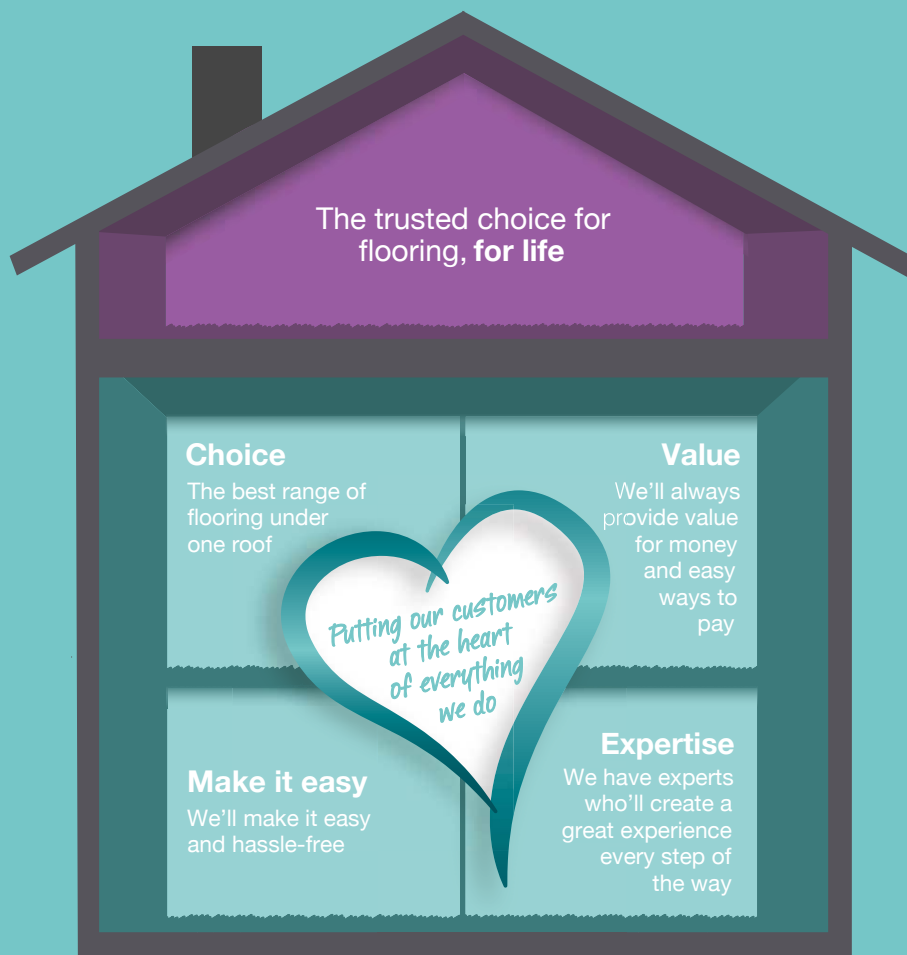 The trusted choice for
flooring, for life
Choice
The best range of
flooring under
one roof
Value
We’ll always
provide value
for money
and easy
ways to
pay
Putting our customers
at the heart
of everything
we do
Make it easy
We’ll make it easy
and hassle-free
Expertise
We have experts
who’ll create a
great experience
every step of
the way